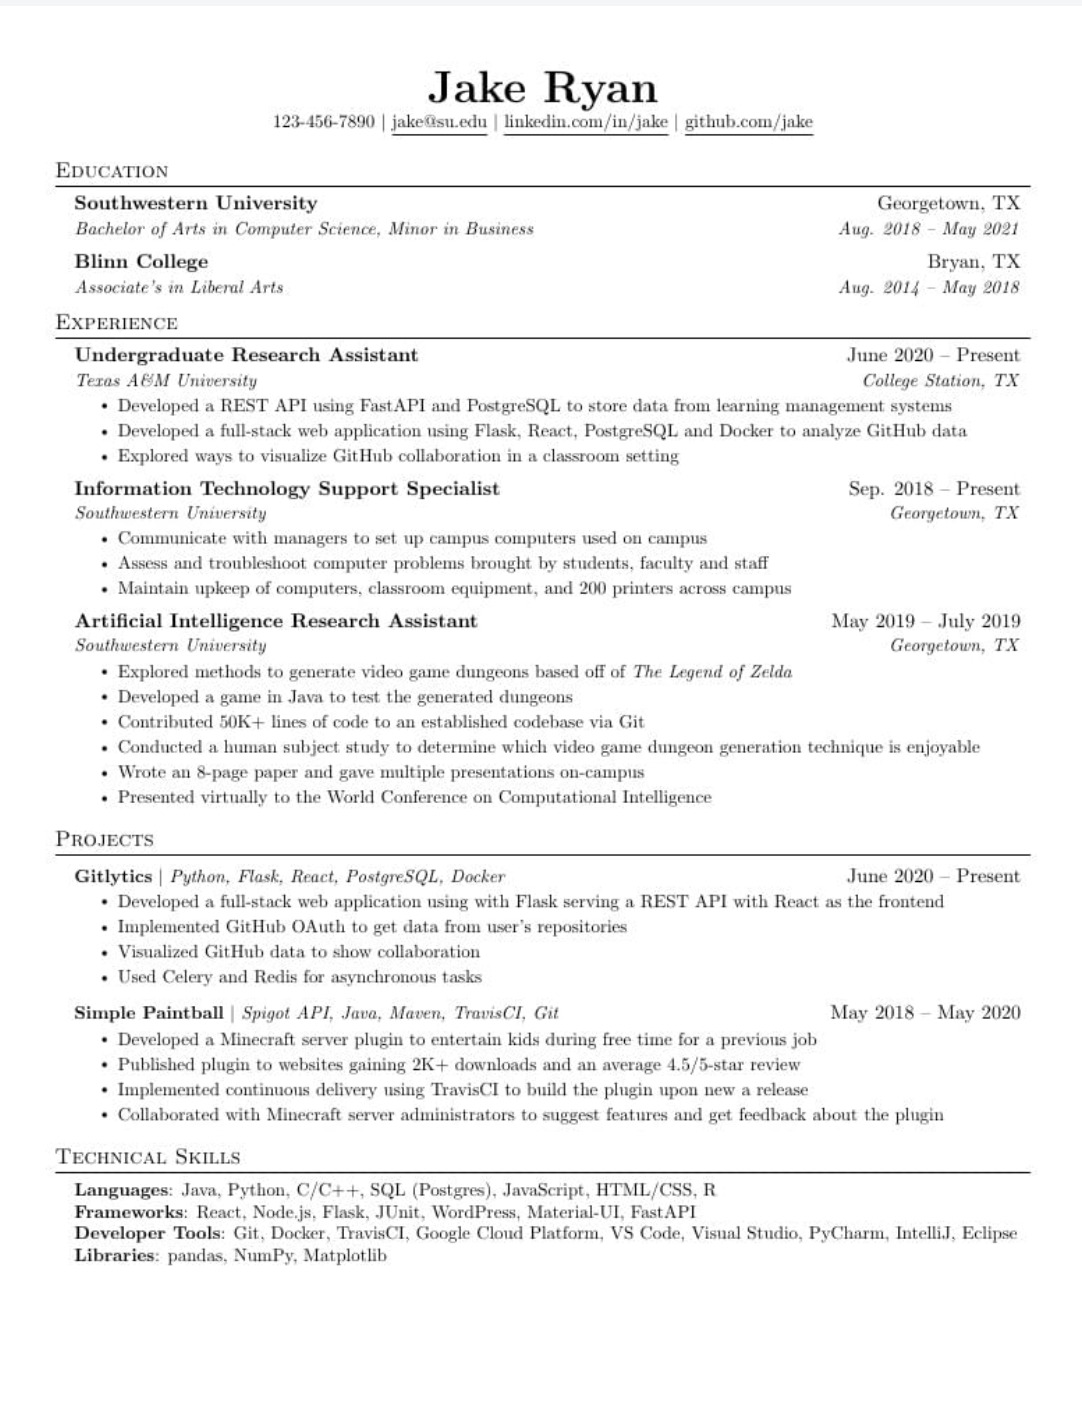 Jake Ryan
123-456-7890 | jake@su.edu | linkedin.com/in/jake | github.com/jake
Education
Southwestern University Georgetown, TX
Bachelor of Arts in Computer Science, Minor in Business Aug. 2018 – May 2021
Blinn College Bryan, TX
Associate's in Liberal Arts Aug. 2014 – May 2018
Experience
Undergraduate Research Assistant June 2020 – Present
Texas A&M University College Station, TX
• Developed a REST API using FastAPI and PostgreSQL to store data from learning management systems
• Developed a full-stack web application using Flask, React, PostgreSQL and Docker to analyze GitHub data
• Explored ways to visualize GitHub collaboration in a classroom setting
Information Technology Support Specialist Sep. 2018 – Present
Southwestern University Georgetown, TX
• Communicate with managers to set up campus computers used on campus
• Assess and troubleshoot computer problems brought by students, faculty and staff
• Maintain upkeep of computers, classroom equipment, and 200 printers across campus
Artificial Intelligence Research Assistant May 2019 – July 2019
Southwestern University Georgetown, TX
• Explored methods to generate video game dungeons based off of The Legend of Zelda
• Developed a game in Java to test the generated dungeons
• Contributed 50K+ lines of code to an established codebase via Git
• Conducted a human subject study to determine which video game dungeon generation technique is enjoyable
• Wrote an 8-page paper and gave multiple presentations on-campus
• Presented virtually to the World Conference on Computational Intelligence
Projects
Gitlytics | Python, Flask, React, PostgreSQL, Docker June 2020 – Present
• Developed a full-stack web application using with Flask serving a REST API with React as the frontend
• Implemented GitHub OAuth to get data from user's repositories
• Visualized GitHub data to show collaboration
• Used Celery and Redis for asynchronous tasks
Simple Paintball | Spigot API, Java, Maven, TravisCI, Git May 2018 – May 2020
• Developed a Minecraft server plugin to entertain kids during free time for a previous job
• Published plugin to websites gaining 2K+ downloads and an average 4.5/5-star review
• Implemented continuous delivery using TravisCI to build the plugin upon new a release
• Collaborated with Minecraft server administrators to suggest features and get feedback about the plugin
Technical Skills
Languages: Java, Python, C/C++, SQL (Postgres), JavaScript, HTML/CSS, R
Frameworks: React, Node.js, Flask, JUnit, WordPress, Material-UI, FastAPI
Developer Tools: Git, Docker, TravisCI, Google Cloud Platform, VS Code, Visual Studio, PyCharm, IntelliJ, Eclipse
Libraries: pandas, NumPy, Matplotlib